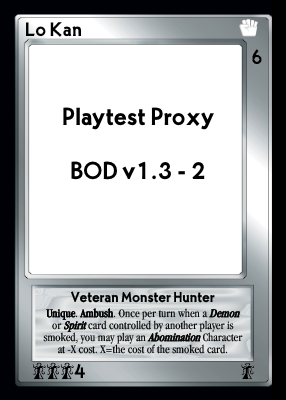 Lo Kan
6
Playtest Proxy
BOD v1.3 - 2
Veteran Monster Hunter
Unique. Ambush. Once per turn when a Demon
or Spirit card controlled by another player is
smoked, you may play an Abomination Character
at -X cost. X=the cost of the smoked card.
4